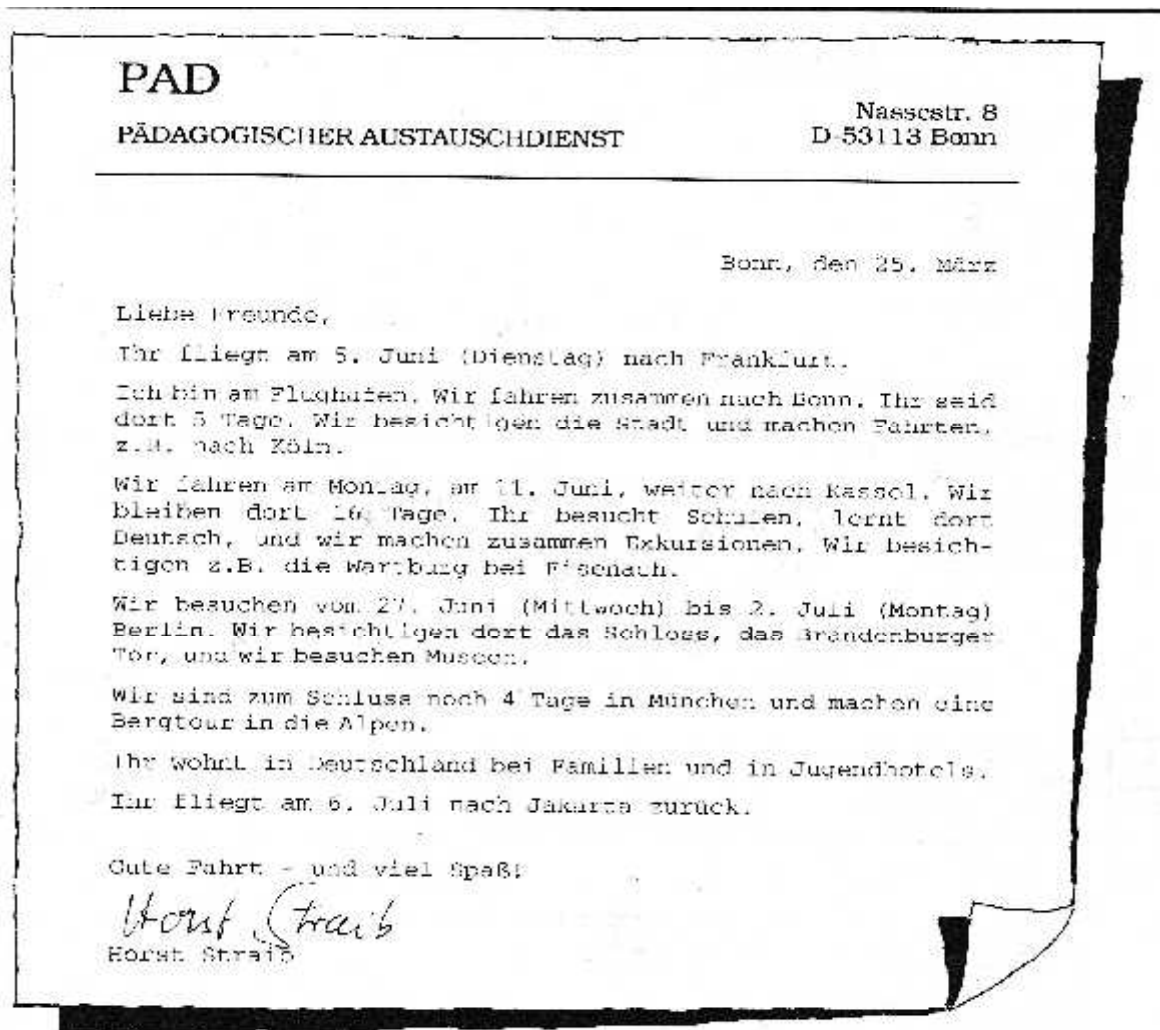 PAD
PÄDAGOGISCHER AUSTAUSCHDIENST
Nassestr. 8
D-53113 Bonn
Bonn, den 25. März
Liebe Freunde,
Ihr fliegt am 5. Juni (Dienstag) nach Frankfurt.
Ich bin am Flughafen. Wir fahren zusammen nach Bonn. Ihr seid
dort 5 Tage. Wir besichtigen die Stadt und machen Fahrten,
z.B. nach Köln.
Wir fahren am Montag, am 11. Juni, weiter nach Kassel. Wir
bleiben dort 16 Tage. Ihr besucht Schulen, lernt dort
Deutsch, und wir machen zusammen Exkursionen. Wir besich-
tigen z.B. die Wartburg bei Eisenach.
Wir besuchen vom 27. Juni (Mittwoch) bis 2. Juli (Montag)
Berlin. Wir besichtigen dort das Schloss, das Brandenburger
Tor, und wir besuchen Museen.
Wir sind zum Schluss noch 4 Tage in München und machen eine
Bergtour in die Alpen.
Ihr wohnt in Deutschland bei Familien und in Jugendhotels.
Ihr fliegt am 6. Juli nach Jakarta zurück.
Gute Fahrt - und viel Spaß!
Horst Straib
Horst Straib